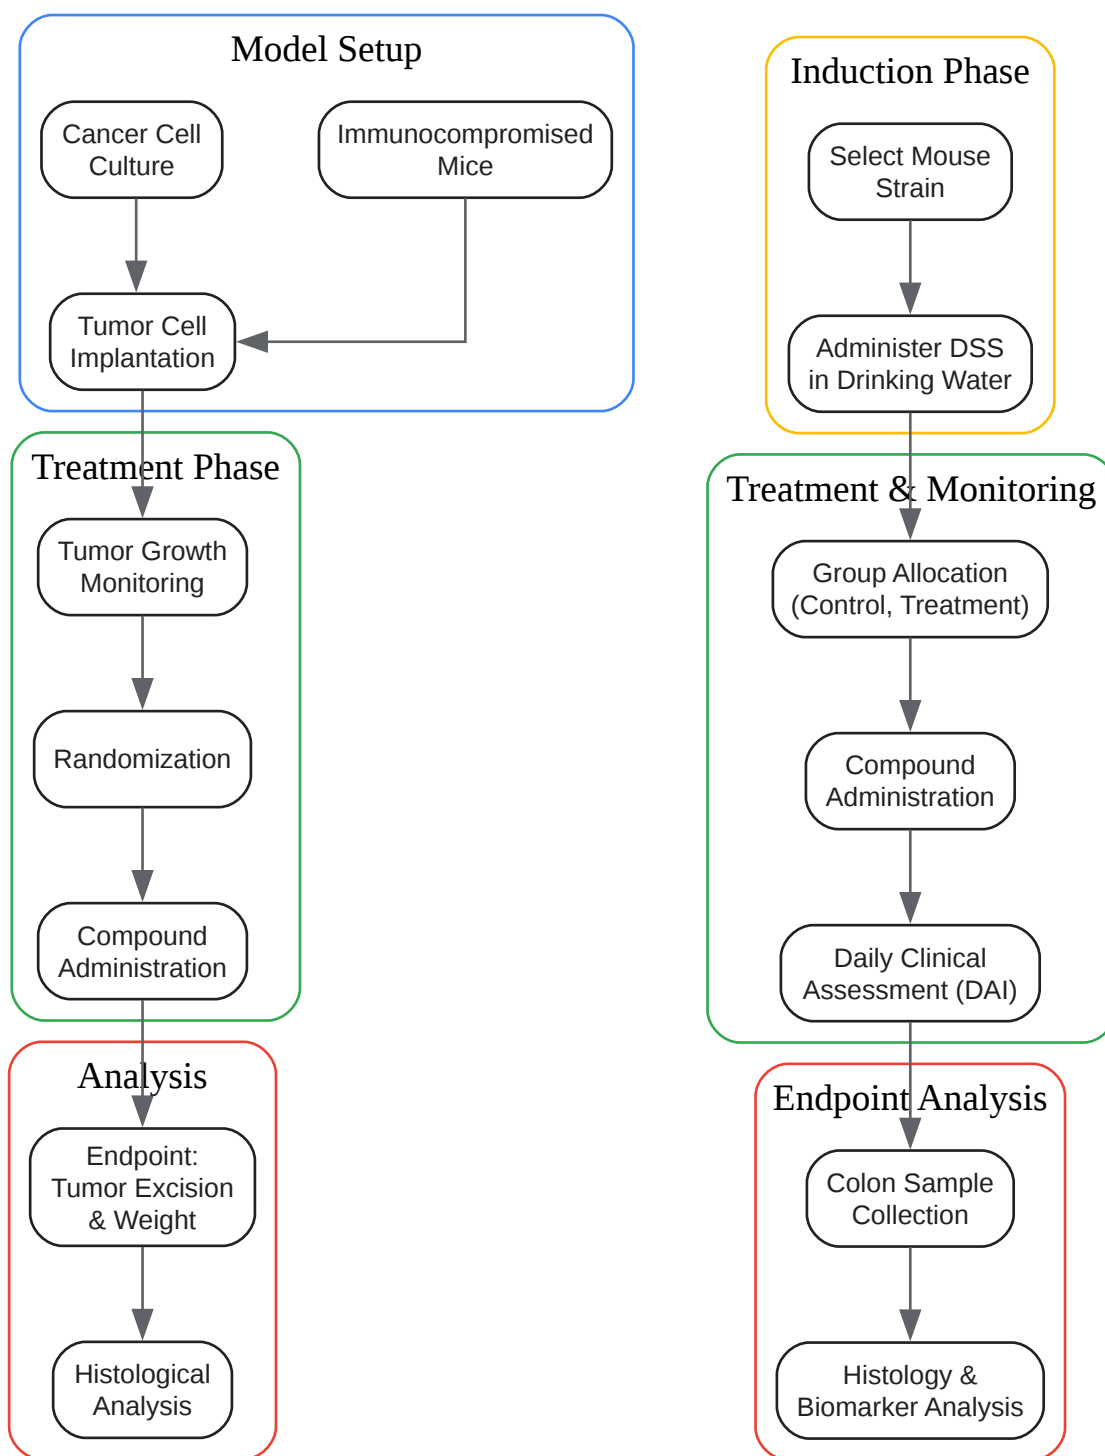 Model Setup
Cancer Cell
Culture
Immunocompromised
Mice
Tumor Cell
Implantation
Treatment Phase
Tumor Growth
Monitoring
Randomization
Compound
Administration
Analysis
Endpoint:
Tumor Excision
& Weight
Histological
Analysis
Induction Phase
Select Mouse
Strain
Administer DSS
in Drinking Water
Treatment & Monitoring
Group Allocation
(Control, Treatment)
Compound
Administration
Daily Clinical
Assessment (DAI)
Endpoint Analysis
Colon Sample
Collection
Histology &
Biomarker Analysis